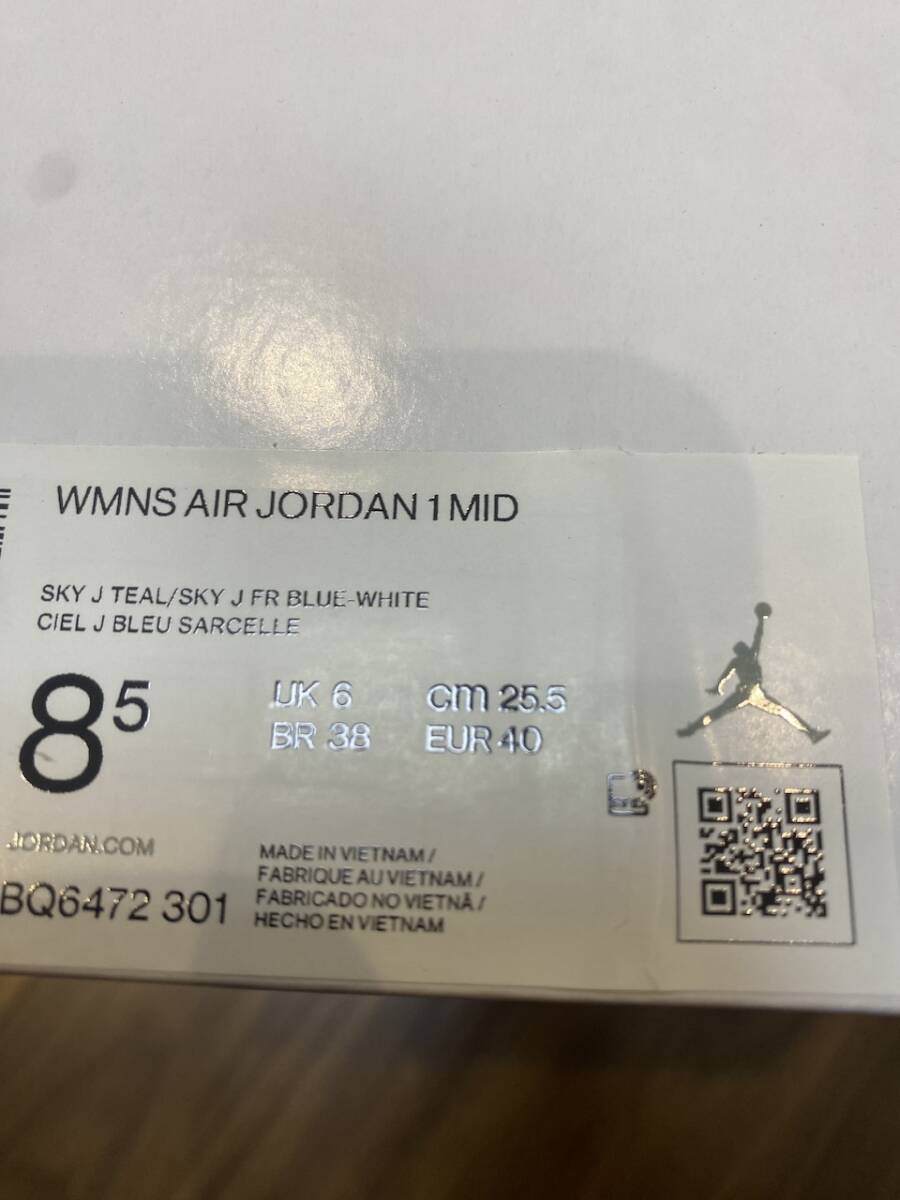 WMNS AIR JORDAN 1 MID
SKY J TEAL/SKY J FR BLUE-WHITE
CIEL J BLEU SARCELLE
8 5
UK 6 cm 25.5
BR 38 EUR 40
JORDAN.COM
BQ6472 301
MADE IN VIETNAM /
FABRIQUE AU VIETNAM /
FABRICADO NO VIETNÃ /
HECHO EN VIETNAM